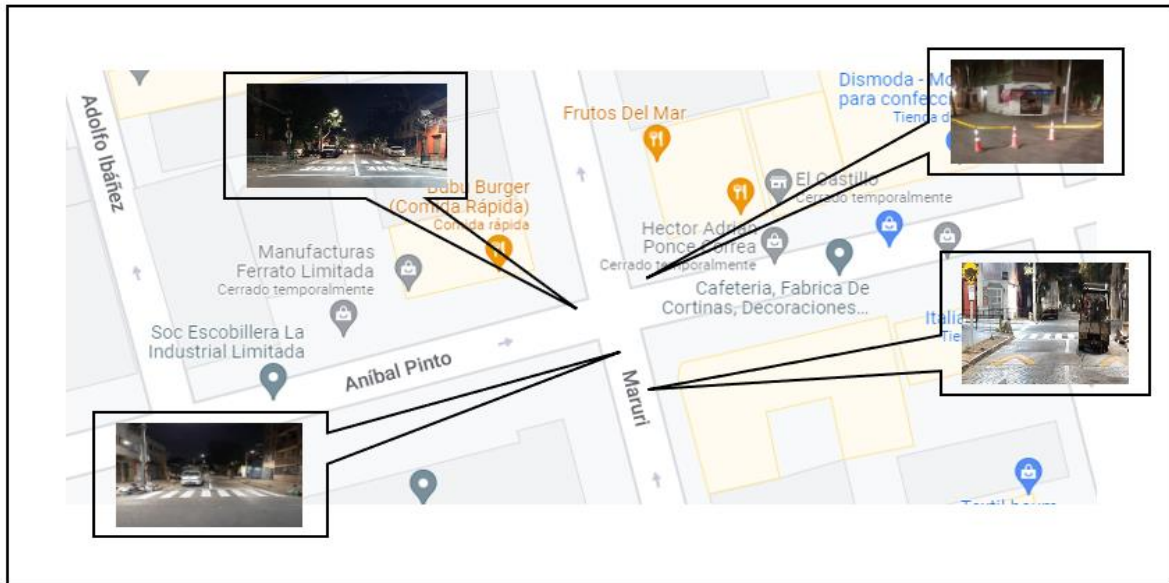 Adolfo Ibáñez
Frutos Del Mar
Dismoda - Mo
para confecci
Tienda d
Bubu Burger
(Comida Rápida)
Comida rápida
El Castillo
Cerrado temporalmente
Manufacturas
Ferrato Limitada
Cerrado temporalmente
Hector Adrian
Ponce Correa
Cerrado temporalmente
Cafeteria, Fabrica De
Cortinas, Decoraciones...
Soc Escobillera La
Industrial Limitada
Italia
Tien
Aníbal Pinto
Maruri